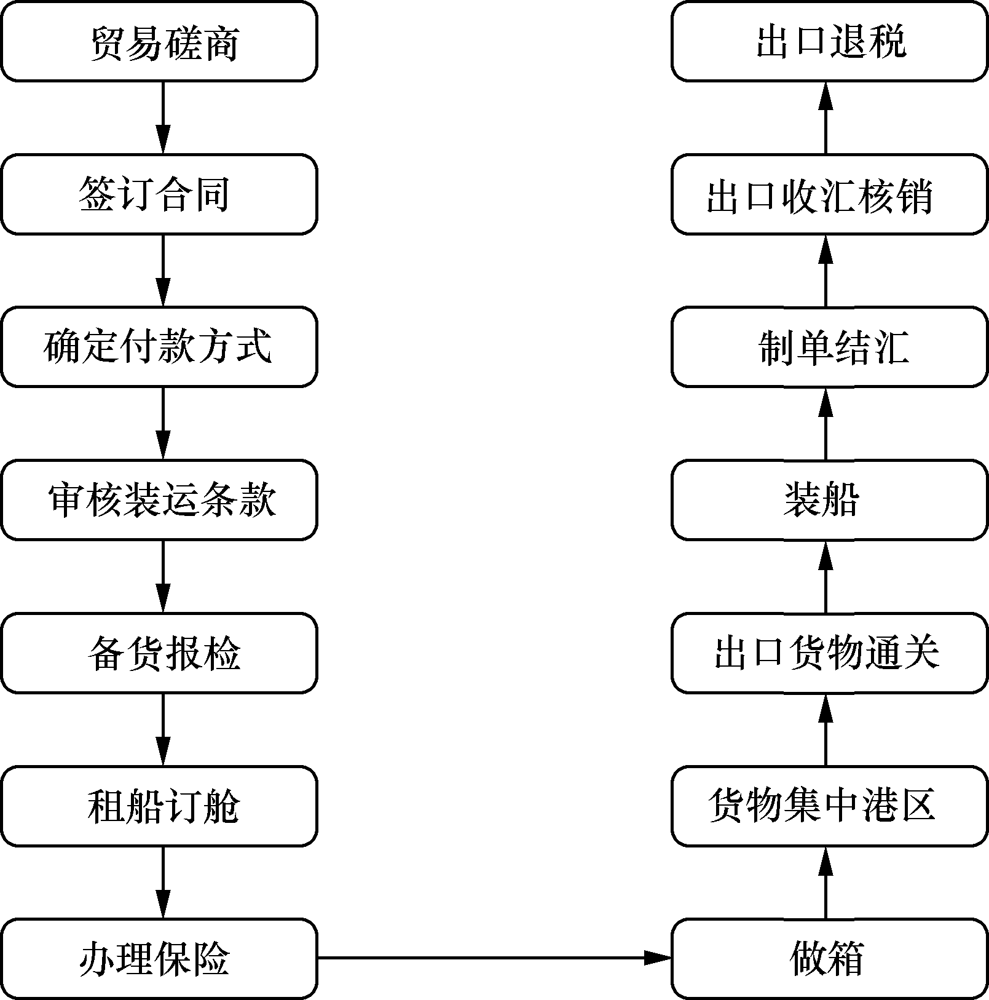 贸易磋商
签订合同
确定付款方式
审核装运条款
备货报检
租船订舱
办理保险
做箱
货物集中港区
出口货物通关
装船
制单结汇
出口收汇核销
出口退税